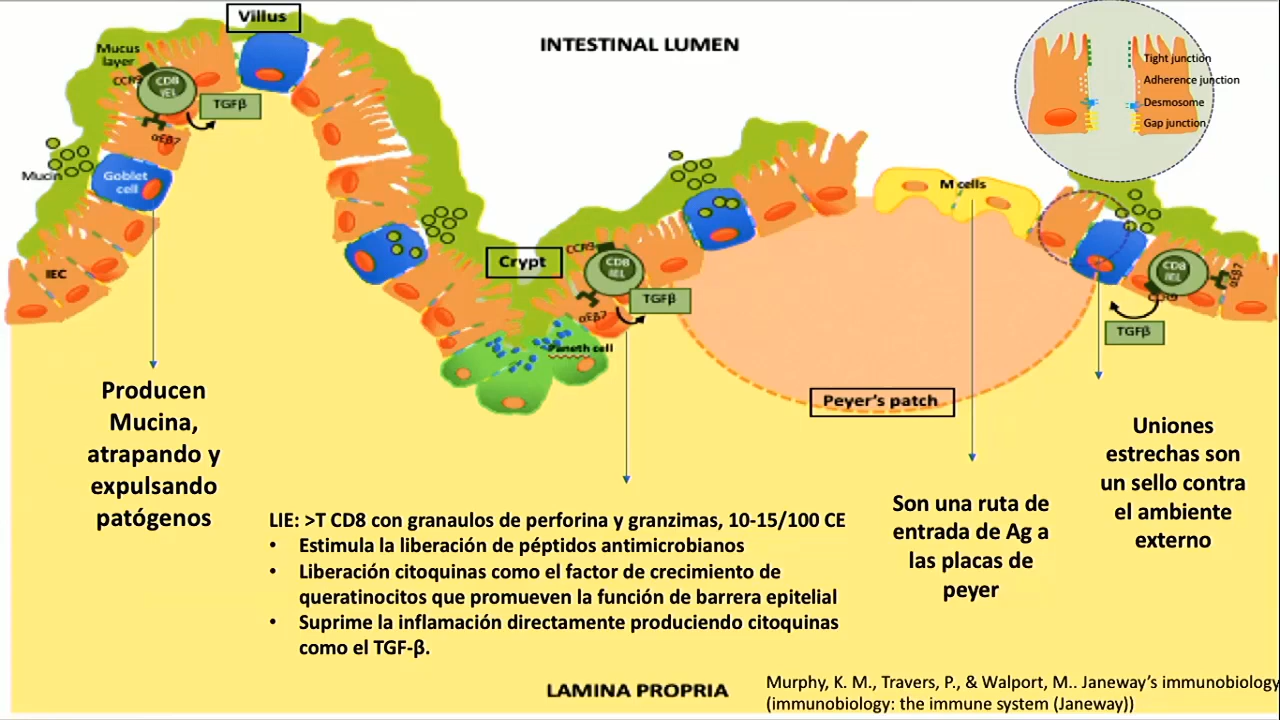 Villus
INTESTINAL LUMEN
Mucus
layer
CCR9
CD8
IEL
TGFβ
αEβ7
Mucin
Goblet
cell
IEC
Tight junction
Adherence junction
Desmosome
Gap junction
M cells
Crypt
CCR9
CD8
IEL
TGFβ
αEβ7
Paneth cell
Peyer's patch
CD8
IEL
CCR9
αEβ7
TGFβ
Producen
Mucina,
atrapando y
expulsando
patógenos
LIE: >T CD8 con granaulos de perforina y granzimas, 10-15/100 CE
• Estimula la liberación de péptidos antimicrobianos
• Liberación citoquinas como el factor de crecimiento de
queratinocitos que promueven la función de barrera epitelial
• Suprime la inflamación directamente produciendo citoquinas
como el TGF-β.
Son una ruta de
entrada de Ag a
las placas de
peyer
Uniones
estrechas son
un sello contra
el ambiente
externo
LAMINA PROPRIA
Murphy, K. M., Travers, P., & Walport, M.. Janeway's immunobiology
(immunobiology: the immune system (Janeway))